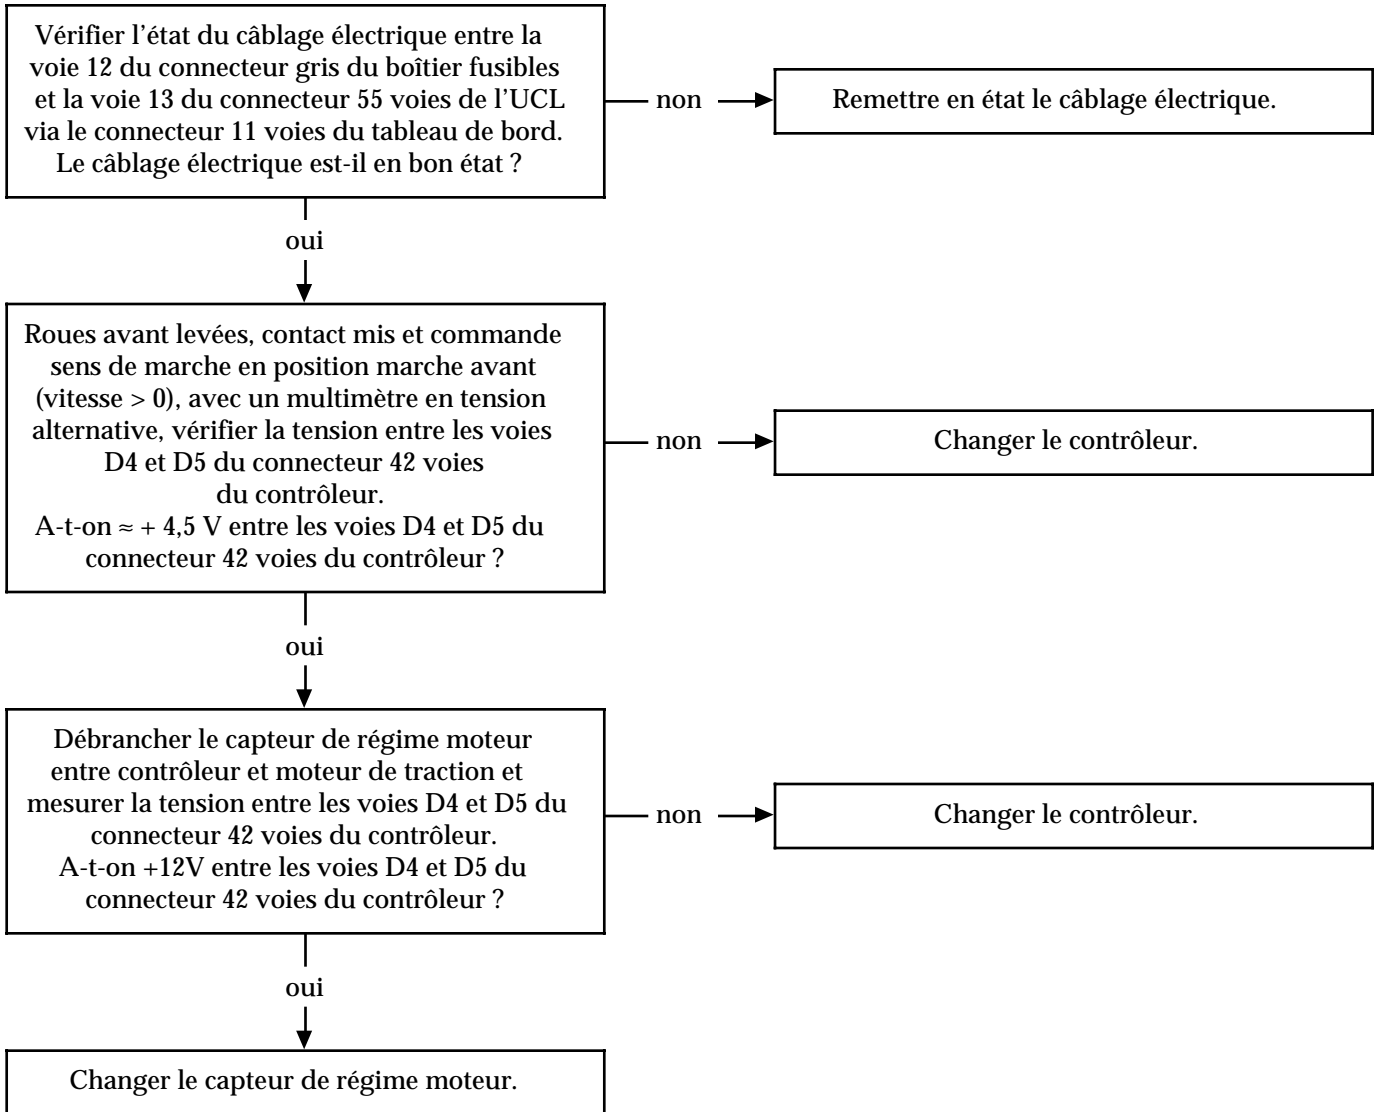 Vérifier l’état du câblage électrique entre la
voie 12 du connecteur gris du boîtier fusibles
et la voie 13 du connecteur 55 voies de l’UCL
via le connecteur 11 voies du tableau de bord.
Le câblage électrique est-il en bon état ?
non
Remettre en état le câblage électrique.
oui
Roues avant levées, contact mis et commande
sens de marche en position marche avant
(vitesse > 0), avec un multimètre en tension
alternative, vérifier la tension entre les voies
D4 et D5 du connecteur 42 voies
du contrôleur.
A-t-on ≈ + 4,5 V entre les voies D4 et D5 du
connecteur 42 voies du contrôleur ?
non
Changer le contrôleur.
oui
Débrancher le capteur de régime moteur
entre contrôleur et moteur de traction et
mesurer la tension entre les voies D4 et D5 du
connecteur 42 voies du contrôleur.
A-t-on +12V entre les voies D4 et D5 du
connecteur 42 voies du contrôleur ?
non
Changer le contrôleur.
oui
Changer le capteur de régime moteur.